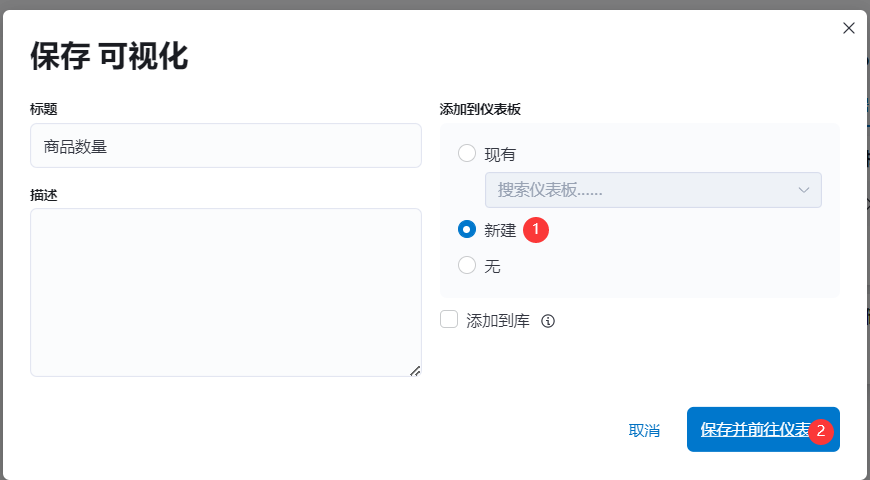 保存 可视化
标题
商品数量
描述
添加到仪表板
现有
搜索仪表板......
新建 1
无
添加到库
取消
保存并前往仪表 2